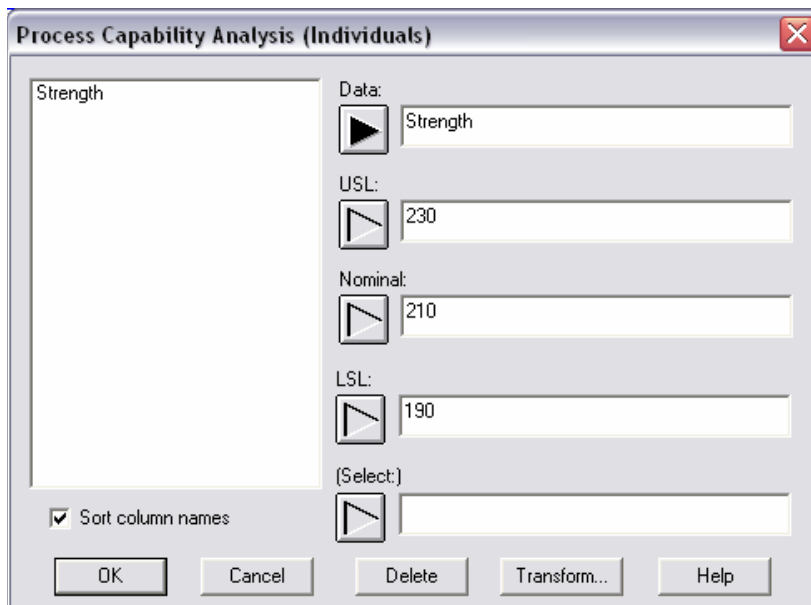 Process Capability Analysis (Individuals)
Strength
Data:
Strength
USL:
230
Nominal:
210
LSL:
190
(Select:)
Sort column names
OK
Cancel
Delete
Transform...
Help